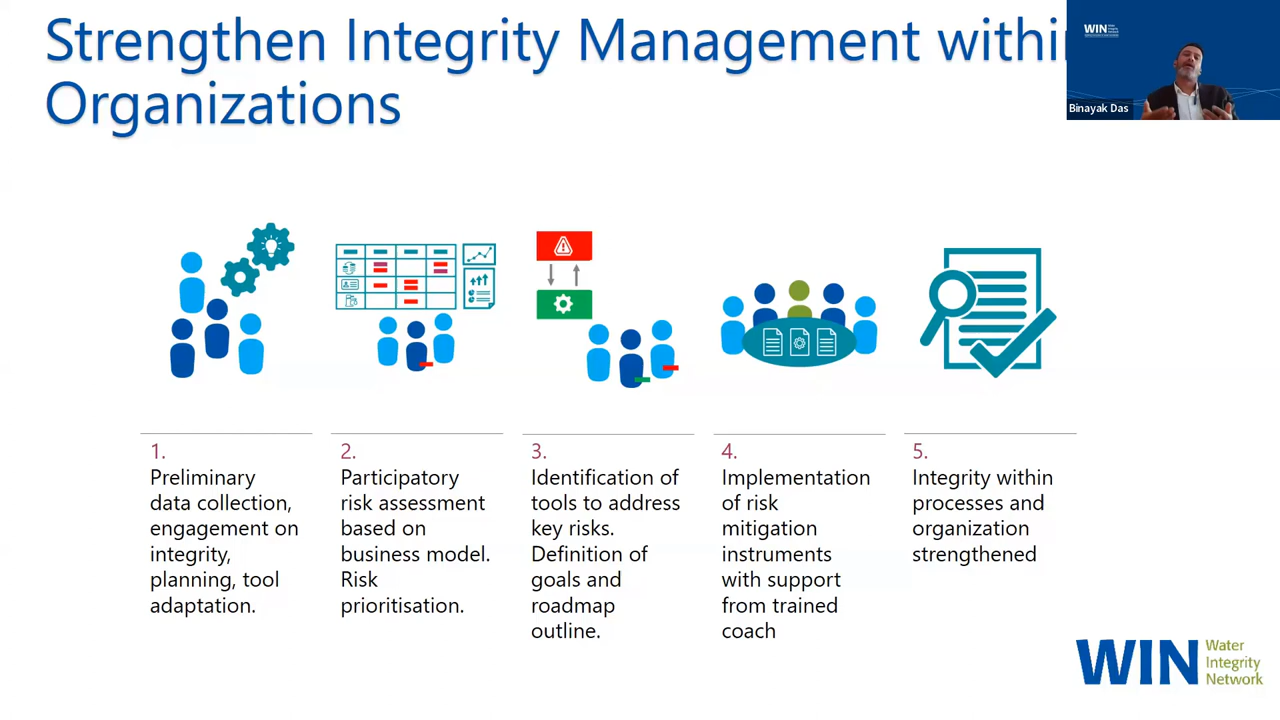 Strengthen Integrity Management within
Organizations
WIN
Binayak Das
1.
Preliminary
data collection,
engagement on
integrity,
planning, tool
adaptation.
2.
Participatory
risk assessment
based on
business model.
Risk
prioritisation.
3.
Identification of
tools to address
key risks.
Definition of
goals and
roadmap
outline.
4.
Implementation
of risk
mitigation
instruments
with support
from trained
coach
5.
Integrity within
processes and
organization
strengthened
WIN
Water
Integrity
Network